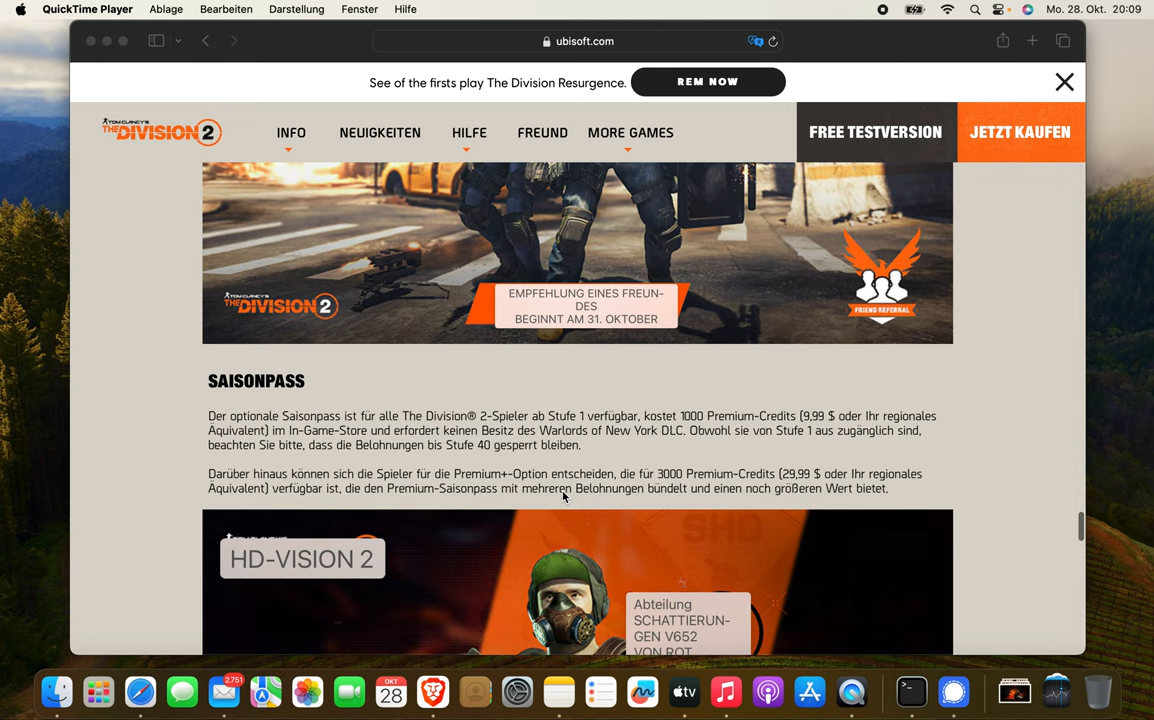 QuickTime Player Ablage Bearbeiten Darstellung Fenster Hilfe Mo. 28. Okt. 20:09
ubisoft.com
See of the firsts play The Division Resurgence. REM NOW
TOM CLANCY'S
THE DIVISION 2
INFO NEUIGKEITEN HILFE FREUND MORE GAMES FREE TESTVERSION JETZT KAUFEN
TOM CLANCY'S
THE DIVISION 2
EMPFEHLUNG EINES FREUN-
DES
BEGINNT AM 31. OKTOBER
FRIEND REFERRAL
SAISONPASS
Der optionale Saisonpass ist für alle The Division® 2-Spieler ab Stufe 1 verfügbar, kostet 1000 Premium-Credits (9,99 $ oder Ihr regionales
Äquivalent) im In-Game-Store und erfordert keinen Besitz des Warlords of New York DLC. Obwohl sie von Stufe 1 aus zugänglich sind,
beachten Sie bitte, dass die Belohnungen bis Stufe 40 gesperrt bleiben.
Darüber hinaus können sich die Spieler für die Premium+-Option entscheiden, die für 3000 Premium-Credits (29,99 $ oder Ihr regionales
Äquivalent) verfügbar ist, die den Premium-Saisonpass mit mehreren Belohnungen bündelt und einen noch größeren Wert bietet.
SHD
HD-VISION 2
Abteilung
SCHATTIERUN-
GEN V652
VON ROT
2.751
OKT
28
tv